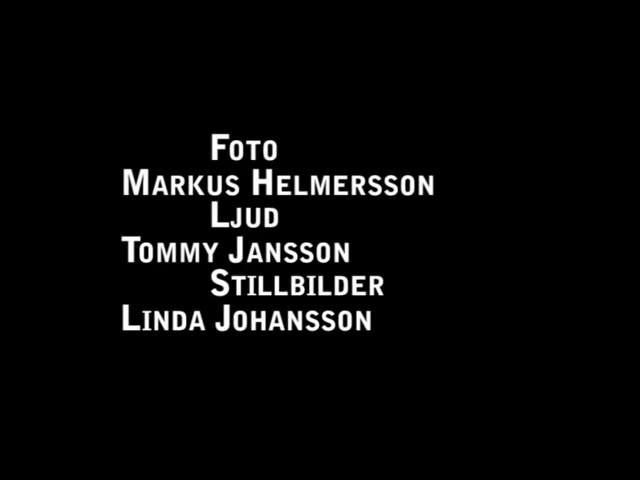 Foto
Markus Helmersson
Ljud
Tommy Jansson
Stillbilder
Linda Johansson